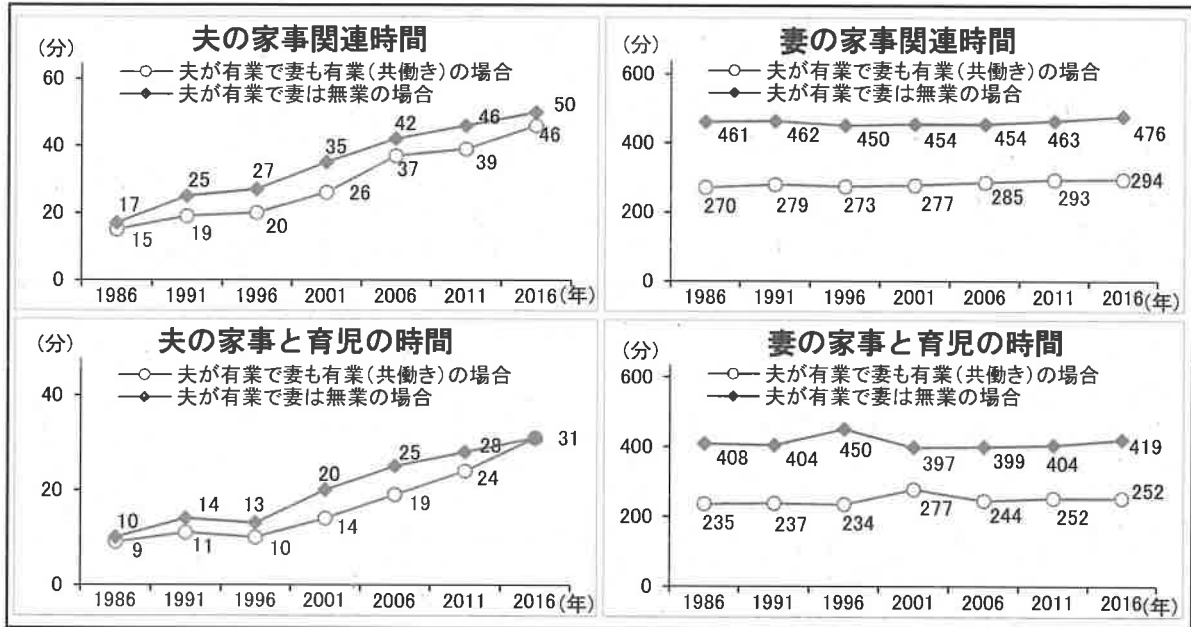 夫の家事関連時間
(分)
夫が有業で妻も有業(共働き)の場合
夫が有業で妻は無業の場合
60
40
20
0
17
25
27
35
42
46
50
15
19
20
26
37
39
46
1986 1991 1996 2001 2006 2011 2016(年)
妻の家事関連時間
(分)
夫が有業で妻も有業(共働き)の場合
夫が有業で妻は無業の場合
600
400
200
0
461 462 450 454 454 463 476
270 279 273 277 285 293 294
1986 1991 1996 2001 2006 2011 2016(年)
夫の家事と育児の時間
(分)
夫が有業で妻も有業(共働き)の場合
夫が有業で妻は無業の場合
40
20
0
10
14
13
20
25
28
31
9
11
10
14
19
24
1986 1991 1996 2001 2006 2011 2016(年)
妻の家事と育児の時間
(分)
夫が有業で妻も有業(共働き)の場合
夫が有業で妻は無業の場合
600
400
200
0
408 404 450 397 399 404 419
235 237 234 277 244 252 252
1986 1991 1996 2001 2006 2011 2016(年)